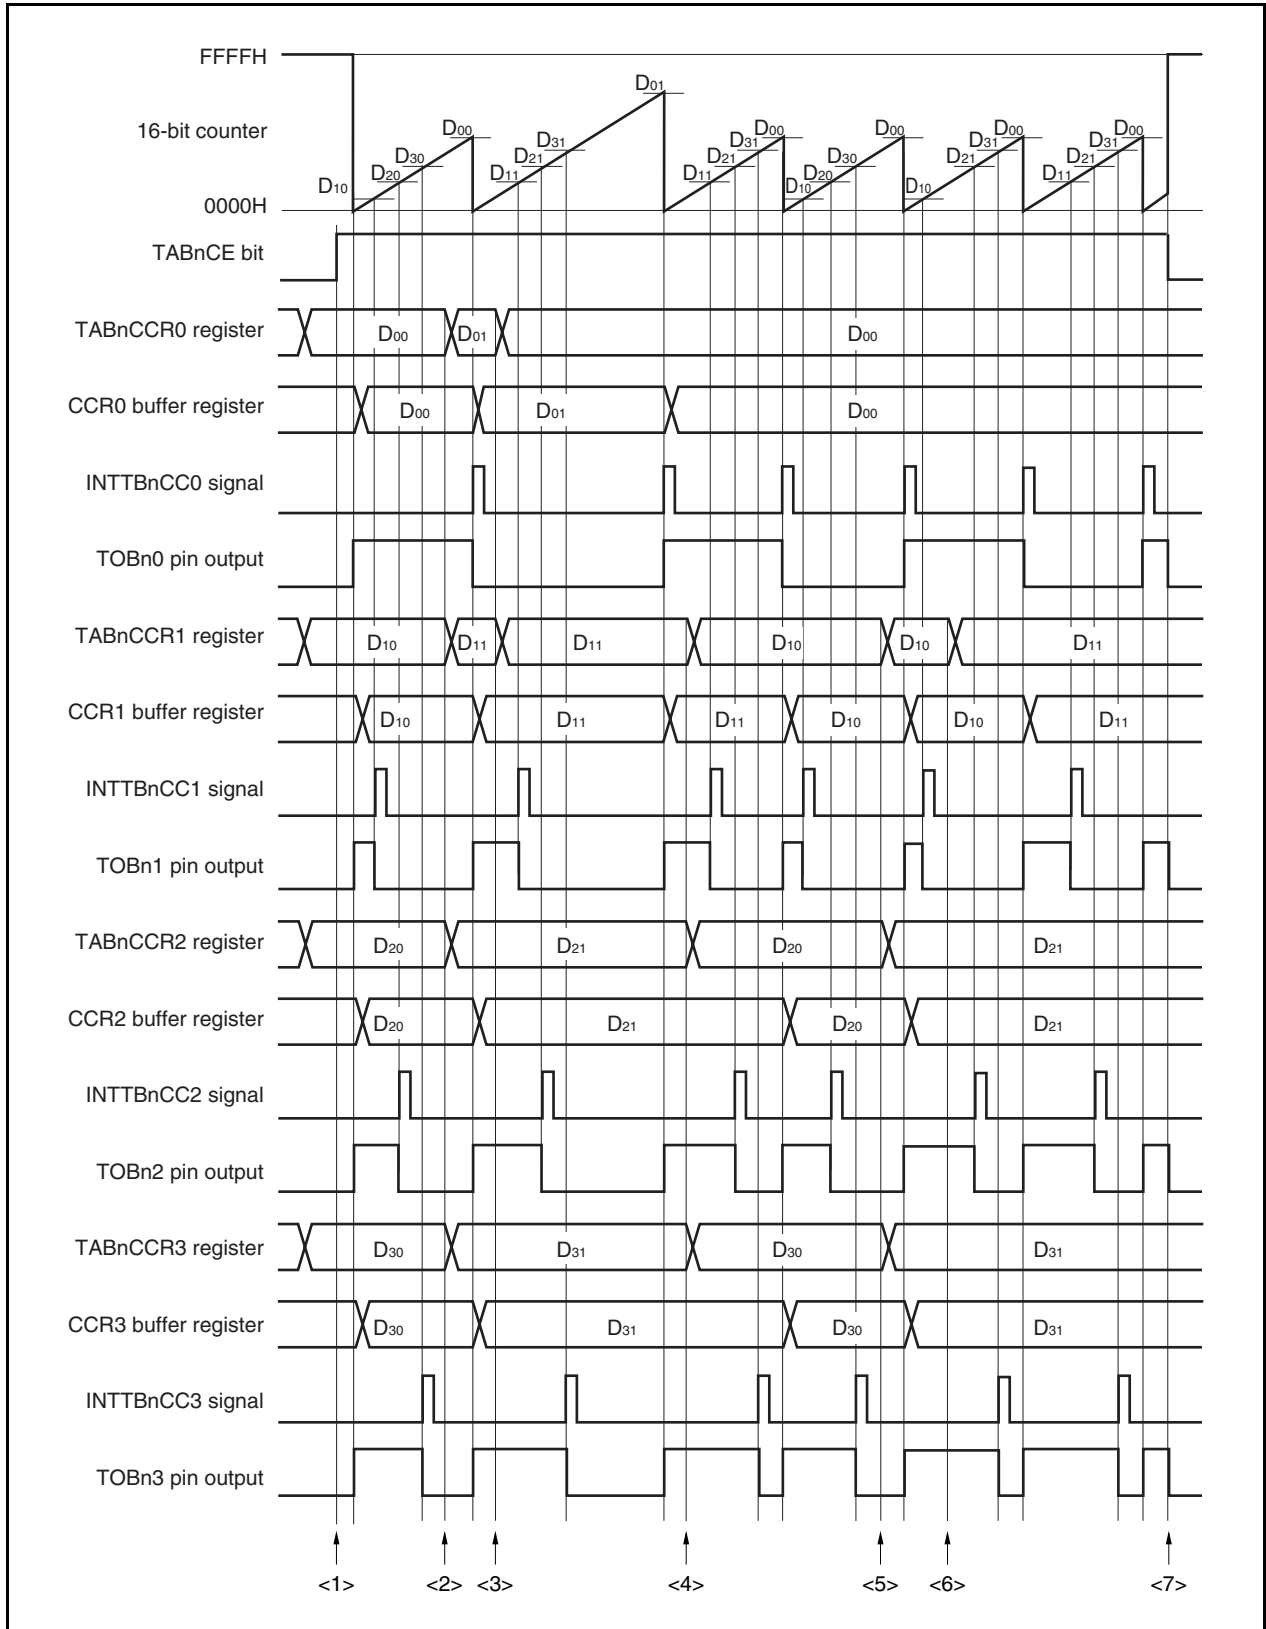 FFFFH
D01
16-bit counter
D00 D00 D00 D00 D00
D31 D31 D31 D31
D30 D21 D21 D30 D21 D21
D20 D11 D11 D20 D11
D10 D10 D10
0000H
TABnCE bit
TABnCCR0 register D00 D01 D00
CCR0 buffer register D00 D01 D00
INTTBnCC0 signal
TOBn0 pin output
TABnCCR1 register D10 D11 D11 D10 D10 D11
CCR1 buffer register D10 D11 D11 D10 D10 D11
INTTBnCC1 signal
TOBn1 pin output
TABnCCR2 register D20 D21 D20 D21
CCR2 buffer register D20 D21 D20 D21
INTTBnCC2 signal
TOBn2 pin output
TABnCCR3 register D30 D31 D30 D31
CCR3 buffer register D30 D31 D30 D31
INTTBnCC3 signal
TOBn3 pin output
<1> <2> <3> <4> <5> <6> <7>